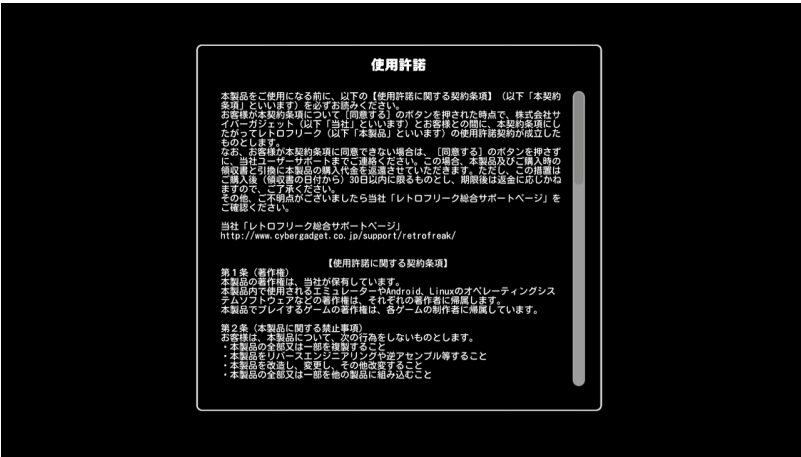 使用許諾
本製品をご使用になる前に、以下の【使用許諾に関する契約条項】（以下「本契約
条項」といいます）を必ずお読みください。
お客様が本契約条項について［同意する］のボタンを押された時点で、株式会社サ
イバーガジェット（以下「当社」といいます）とお客様との間に、本契約条項にし
たがってレトロフリーク（以下「本製品」といいます）の使用許諾契約が成立した
ものとします。
なお、お客様が本契約条項に同意できない場合は、［同意する］のボタンを押さず
に、当社ユーザーサポートまでご連絡ください。この場合、本製品及びご購入時の
領収書と引換に本製品の購入代金を返還させていただきます。ただし、この措置は
ご購入後（領収書の日付から）30日以内に限るものとし、期限後は返金に応じかね
ますので、ご了承ください。
その他、ご不明点がございましたら当社「レトロフリーク総合サポートページ」を
ご確認ください。
当社「レトロフリーク総合サポートページ」
http://www.cybergadget.co.jp/support/retrofreak/
【使用許諾に関する契約条項】
第１条（著作権）
本製品の著作権は、当社が保有しています。
本製品内で使用されるエミュレーターやAndroid、Linuxのオペレーティングシス
テムソフトウェアなどの著作権は、それぞれの著作者に帰属します。
本製品でプレイするゲームの著作権は、各ゲームの制作者に帰属しています。
第２条（本製品に関する禁止事項）
お客様は、本製品について、次の行為をしないものとします。
・本製品の全部又は一部を複製すること
・本製品をリバースエンジニアリングや逆アセンブル等すること
・本製品を改造し、変更し、その他改変すること
・本製品の全部又は一部を他の製品に組み込むこと